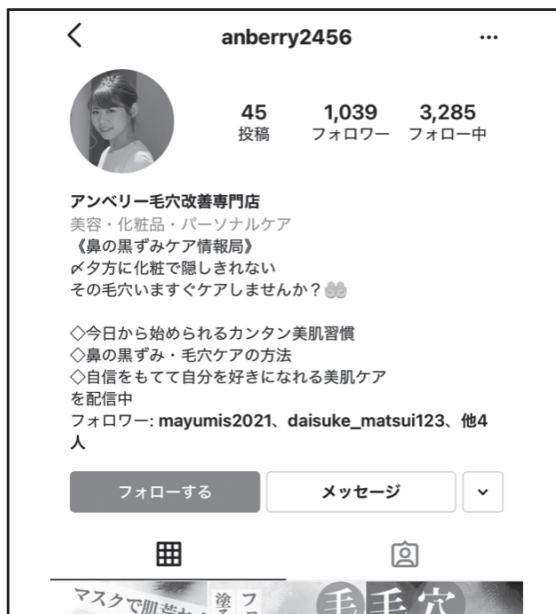 anberry2456
45 1,039 3,285
投稿 フォロワー フォロー中
アンベリー毛穴改善専門店
美容・化粧品・パーソナルケア
《鼻の黒ずみケア情報局》
〆夕方に化粧で隠しきれない
その毛穴いますぐケアしませんか？
◇今日から始められるカンタン美肌習慣
◇鼻の黒ずみ・毛穴ケアの方法
◇自信をもてて自分を好きになれる美肌ケア
を配信中
フォロワー: mayumis2021、daisuke_matsui123、他4
人
フォローする メッセージ
マスクで肌荒れ
毛毛穴